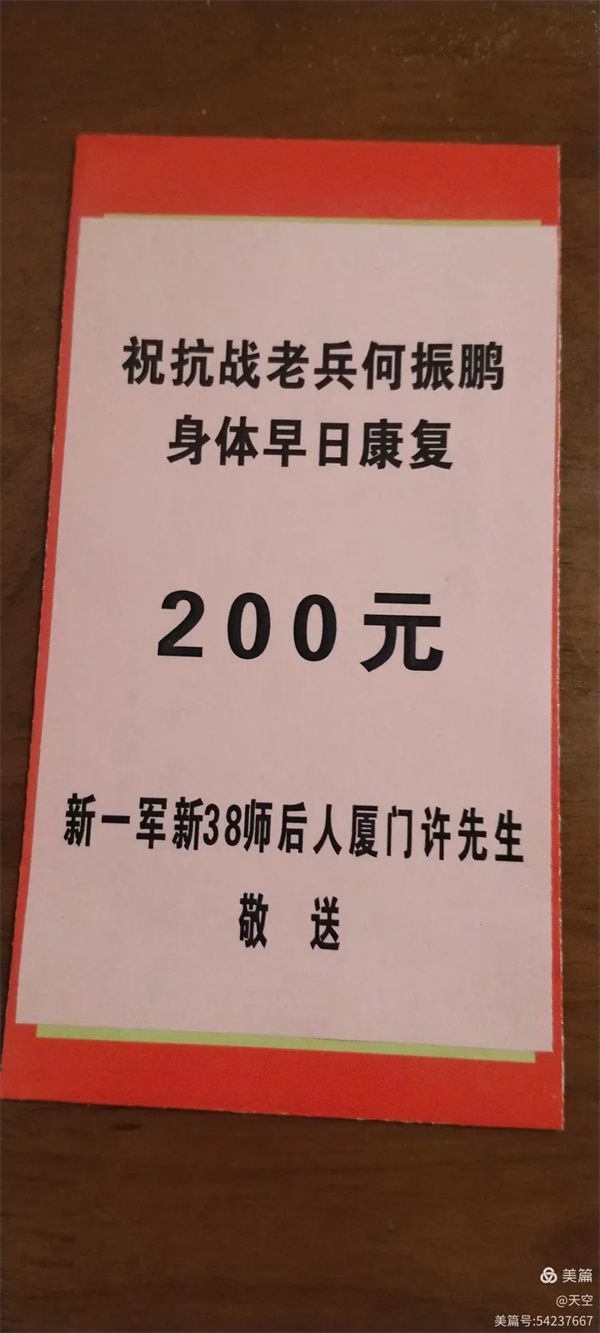 祝抗战老兵何振鹏
身体早日康复
200元
新一军新38师后人厦门许先生
敬 送
美篇
@天空
美篇号:54237667